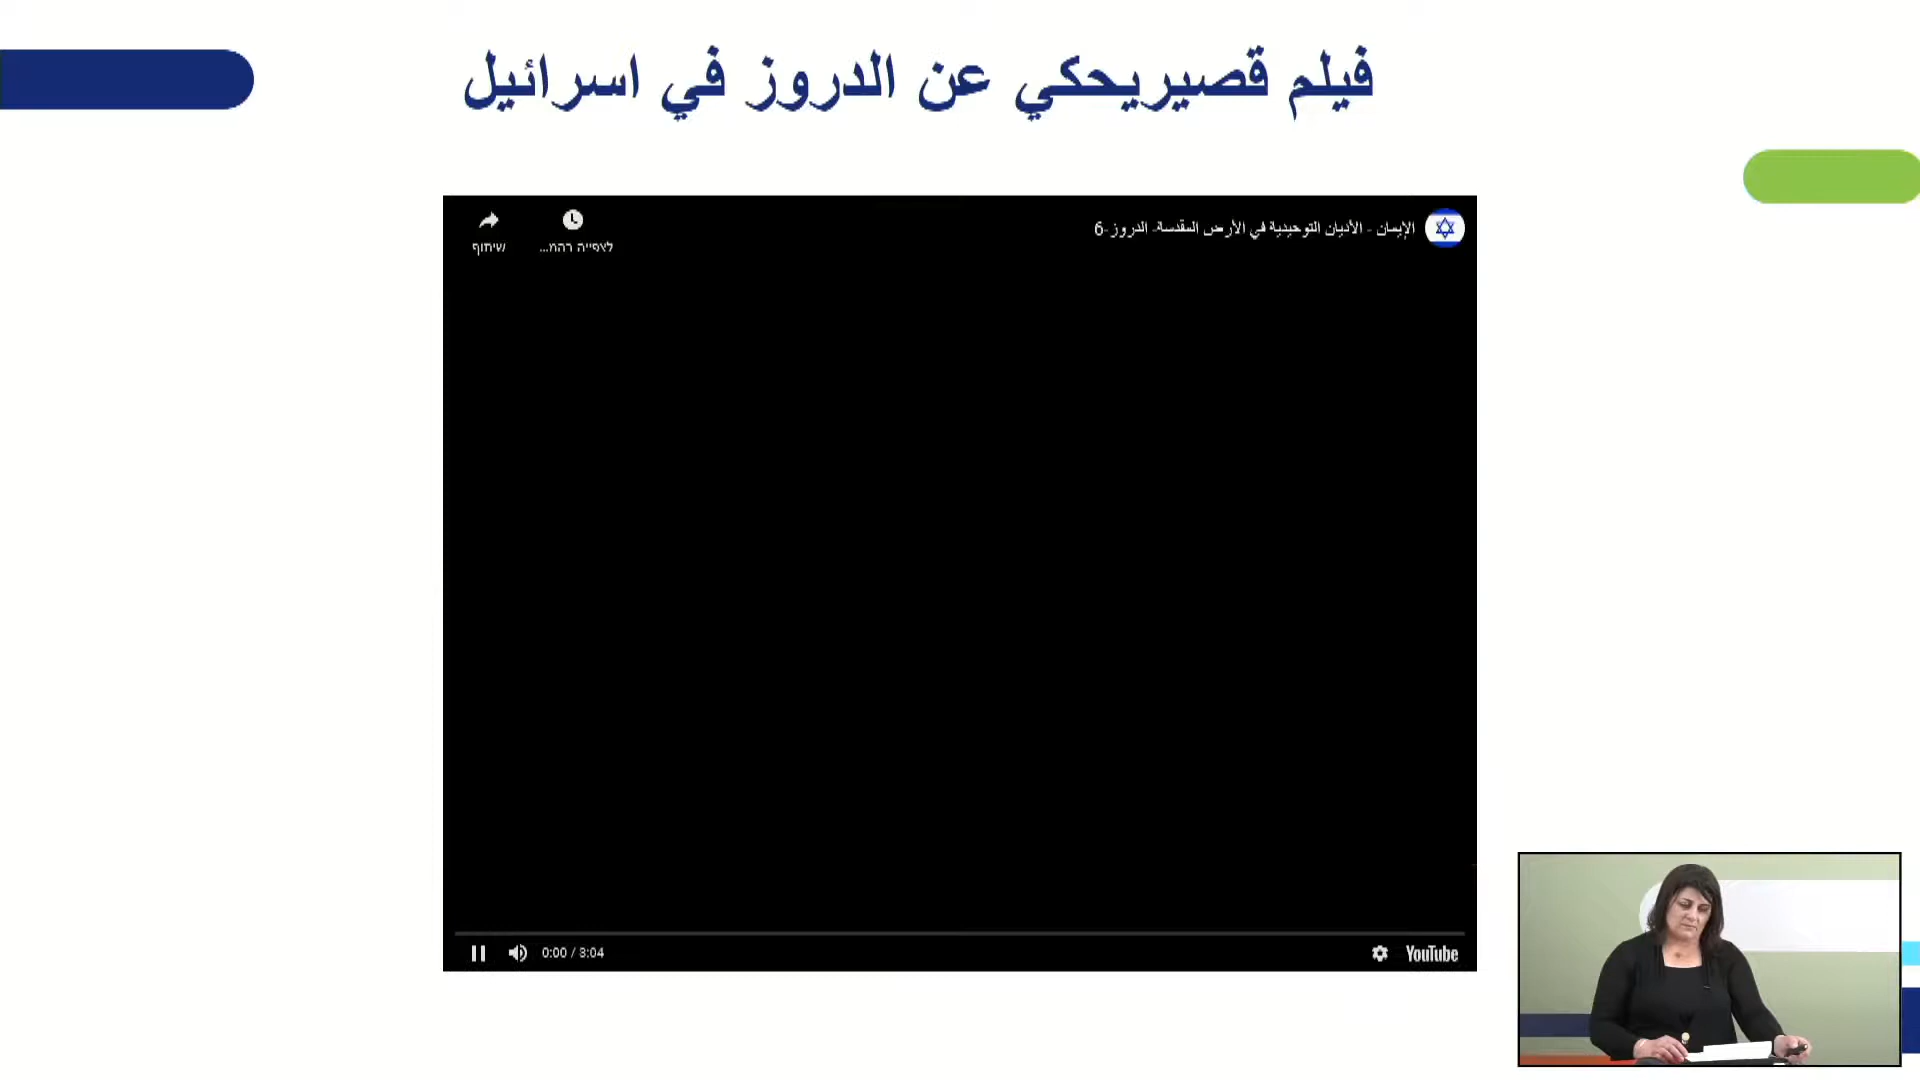 فيلم قصيريحكي عن الدروز في اسرائيل
الإيمان - الأديان التوحيدية في الأرض المقدسة- الدروز-6
לצפייה בהמ...
שיתוף
0:00 / 3:04
YouTube